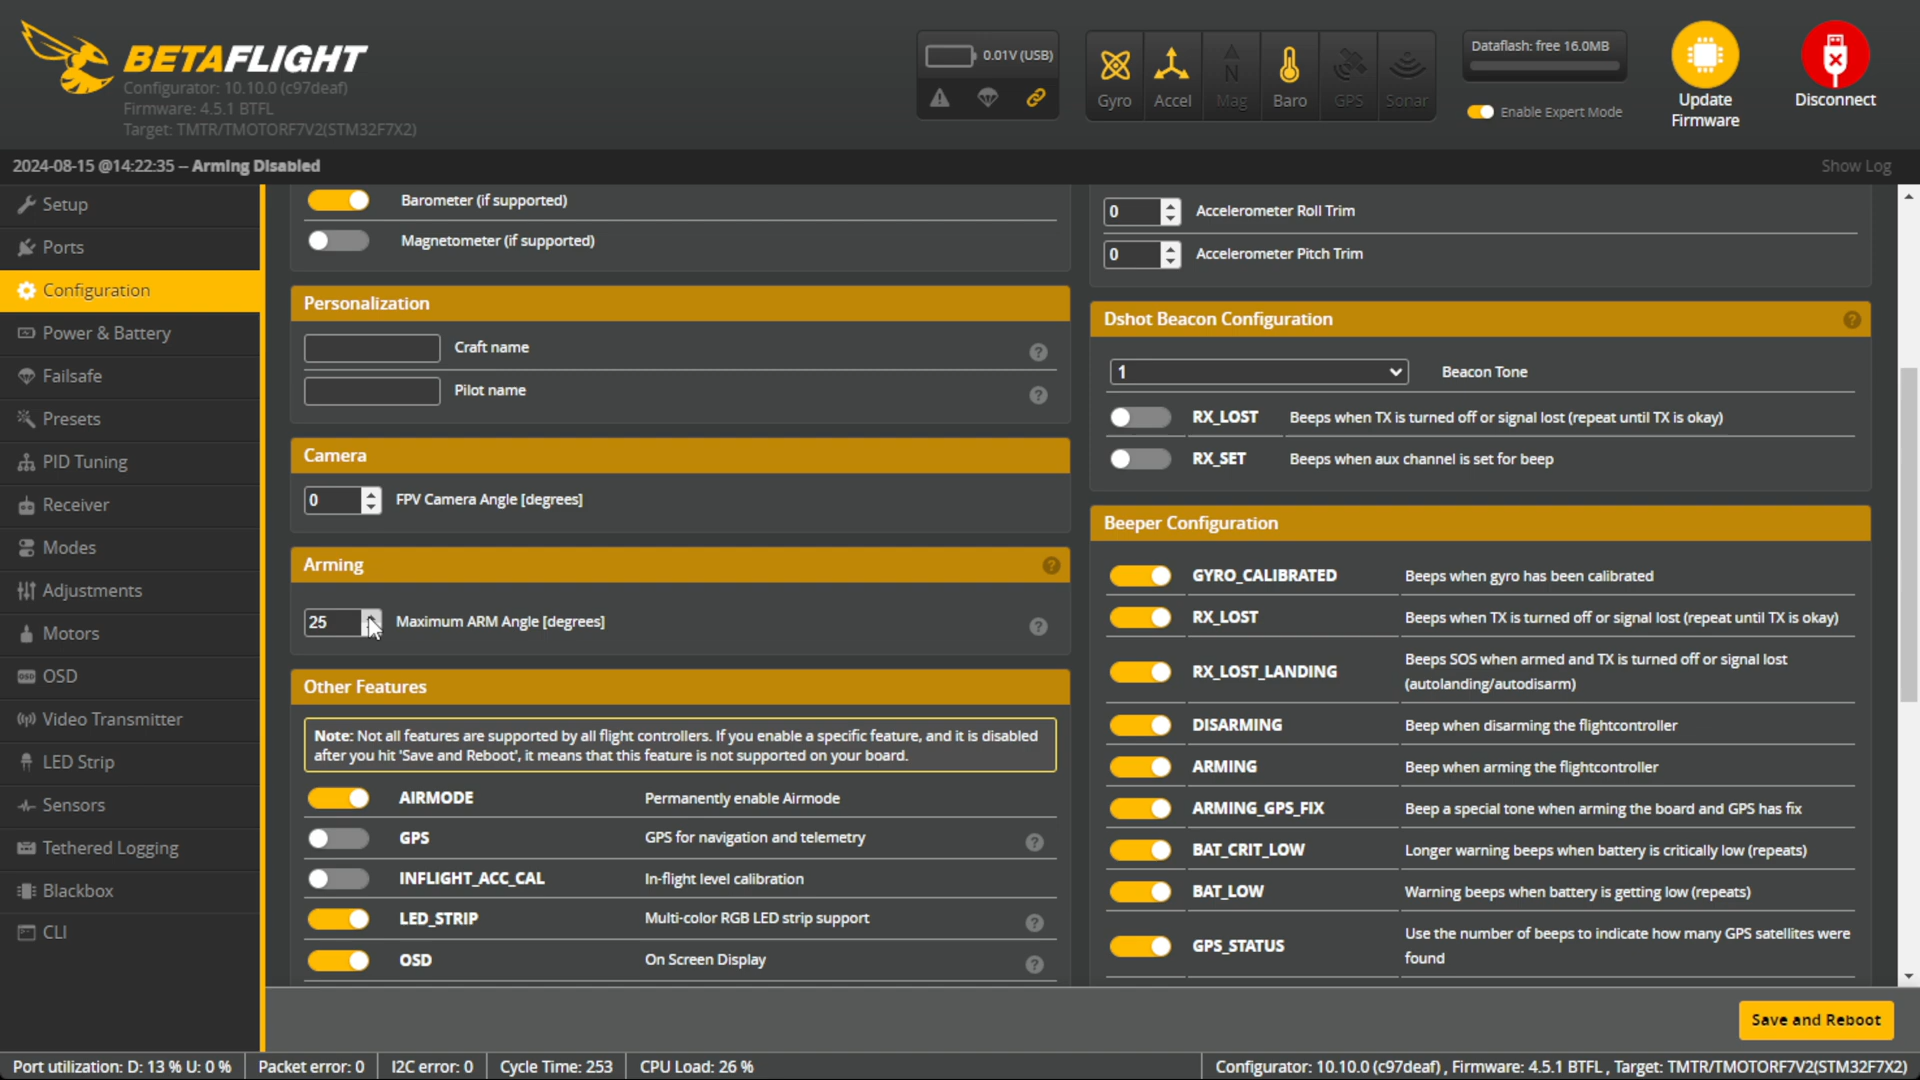 BETAFLIGHT
Configurator: 10.10.0 (c97deaf)
Firmware: 4.5.1 BTFL
Target: TMTR/TMOTORF7V2(STM32F7X2)
0.01V (USB)
Gyro
Accel
Mag
Baro
GPS
Sonar
Dataflash: free 16.0MB
Enable Expert Mode
Update
Firmware
Disconnect
2024-08-15 @14:22:35 – Arming Disabled
Show Log
Setup
Ports
Configuration
Power & Battery
Failsafe
Presets
PID Tuning
Receiver
Modes
Adjustments
Motors
OSD
Video Transmitter
LED Strip
Sensors
Tethered Logging
Blackbox
CLI
Barometer (if supported)
Magnetometer (if supported)
Personalization
Craft name
Pilot name
Camera
0 FPV Camera Angle [degrees]
Arming
25 Maximum ARM Angle [degrees]
Other Features
Note: Not all features are supported by all flight controllers. If you enable a specific feature, and it is disabled
after you hit 'Save and Reboot', it means that this feature is not supported on your board.
AIRMODE Permanently enable Airmode
GPS GPS for navigation and telemetry
INFLIGHT_ACC_CAL In-flight level calibration
LED_STRIP Multi-color RGB LED strip support
OSD On Screen Display
0 Accelerometer Roll Trim
0 Accelerometer Pitch Trim
Dshot Beacon Configuration
1 Beacon Tone
RX_LOST Beeps when TX is turned off or signal lost (repeat until TX is okay)
RX_SET Beeps when aux channel is set for beep
Beeper Configuration
GYRO_CALIBRATED Beeps when gyro has been calibrated
RX_LOST Beeps when TX is turned off or signal lost (repeat until TX is okay)
RX_LOST_LANDING Beeps SOS when armed and TX is turned off or signal lost
(autolanding/autodisarm)
DISARMING Beep when disarming the flightcontroller
ARMING Beep when arming the flightcontroller
ARMING_GPS_FIX Beep a special tone when arming the board and GPS has fix
BAT_CRIT_LOW Longer warning beeps when battery is critically low (repeats)
BAT_LOW Warning beeps when battery is getting low (repeats)
GPS_STATUS Use the number of beeps to indicate how many GPS satellites were
found
Save and Reboot
Port utilization: D: 13 % U: 0 %
Packet error: 0
I2C error: 0
Cycle Time: 253
CPU Load: 26 %
Configurator: 10.10.0 (c97deaf) , Firmware: 4.5.1 BTFL , Target: TMTR/TMOTORF7V2(STM32F7X2)